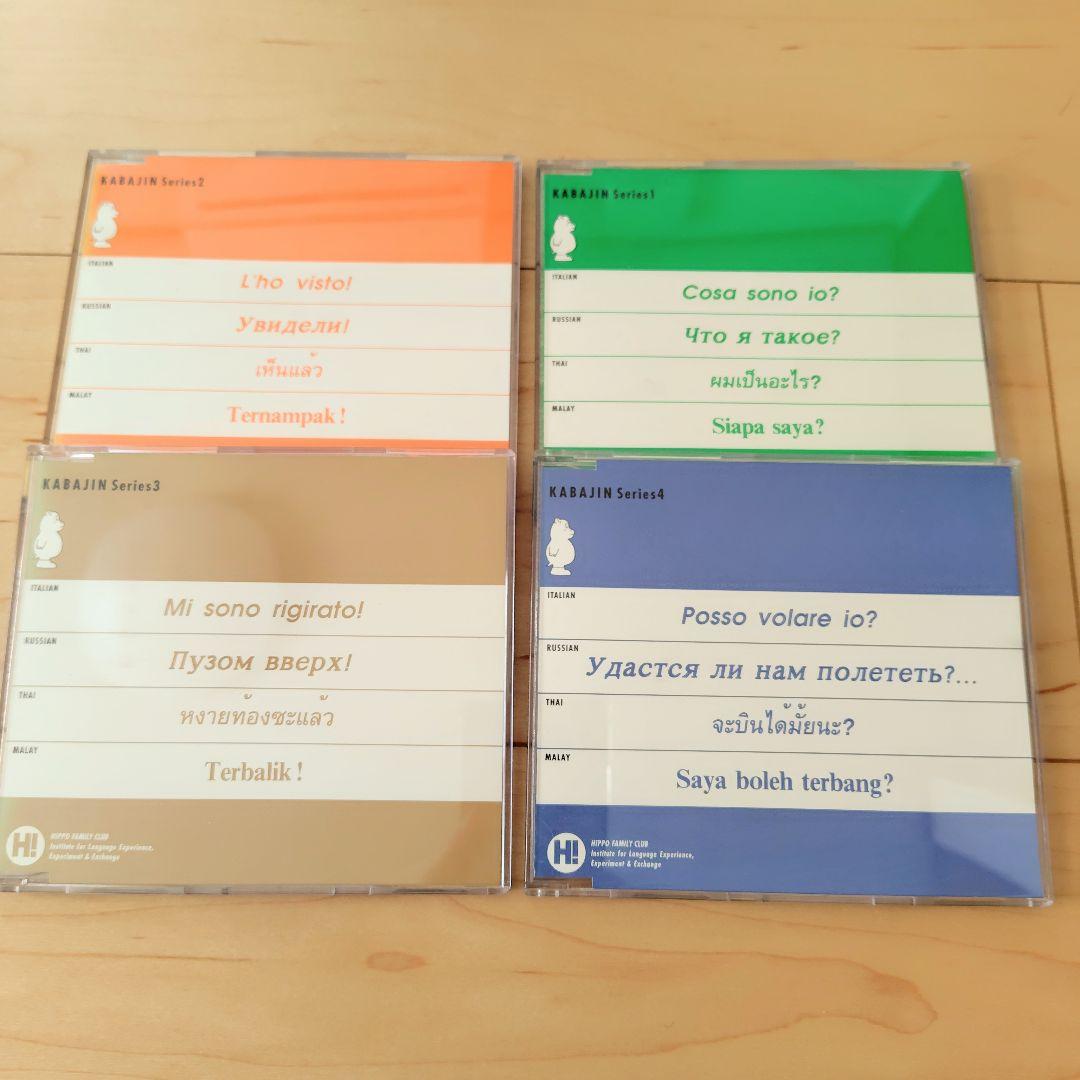 KABAJIN Series2
ITALIAN
L'ho visto!
RUSSIAN
Увидели!
THAI
เห็นแล้ว
MALAY
Ternampak!
KABAJIN Series1
ITALIAN
Cosa sono io?
RUSSIAN
Что я такое?
THAI
ผมเป็นอะไร?
MALAY
Siapa saya?
KABAJIN Series3
ITALIAN
Mi sono rigirato!
RUSSIAN
Пузом вверх!
THAI
หงายท้องซะแล้ว
MALAY
Terbalik!
H!
HIPPO FAMILY CLUB
Institute for Language Experience,
Experiment & Exchange
KABAJIN Series4
ITALIAN
Posso volare io?
RUSSIAN
Удастся ли нам полететь?...
THAI
จะบินได้มั้ยนะ?
MALAY
Saya boleh terbang?
H!
HIPPO FAMILY CLUB
Institute for Language Experience,
Experiment & Exchange